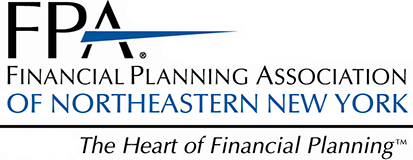 FPA®
FINANCIAL PLANNING ASSOCIATION
OF NORTHEASTERN NEW YORK
The Heart of Financial Planning™